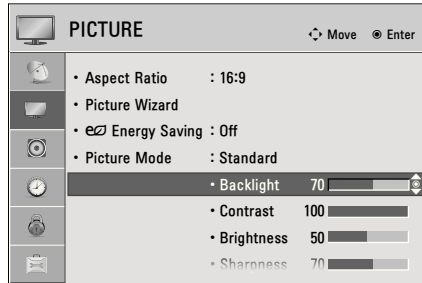 PICTURE Move Enter
• Aspect Ratio : 16:9
• Picture Wizard
• Energy Saving : Off
• Picture Mode : Standard
• Backlight 70
• Contrast 100
• Brightness 50
• Sharpness 70